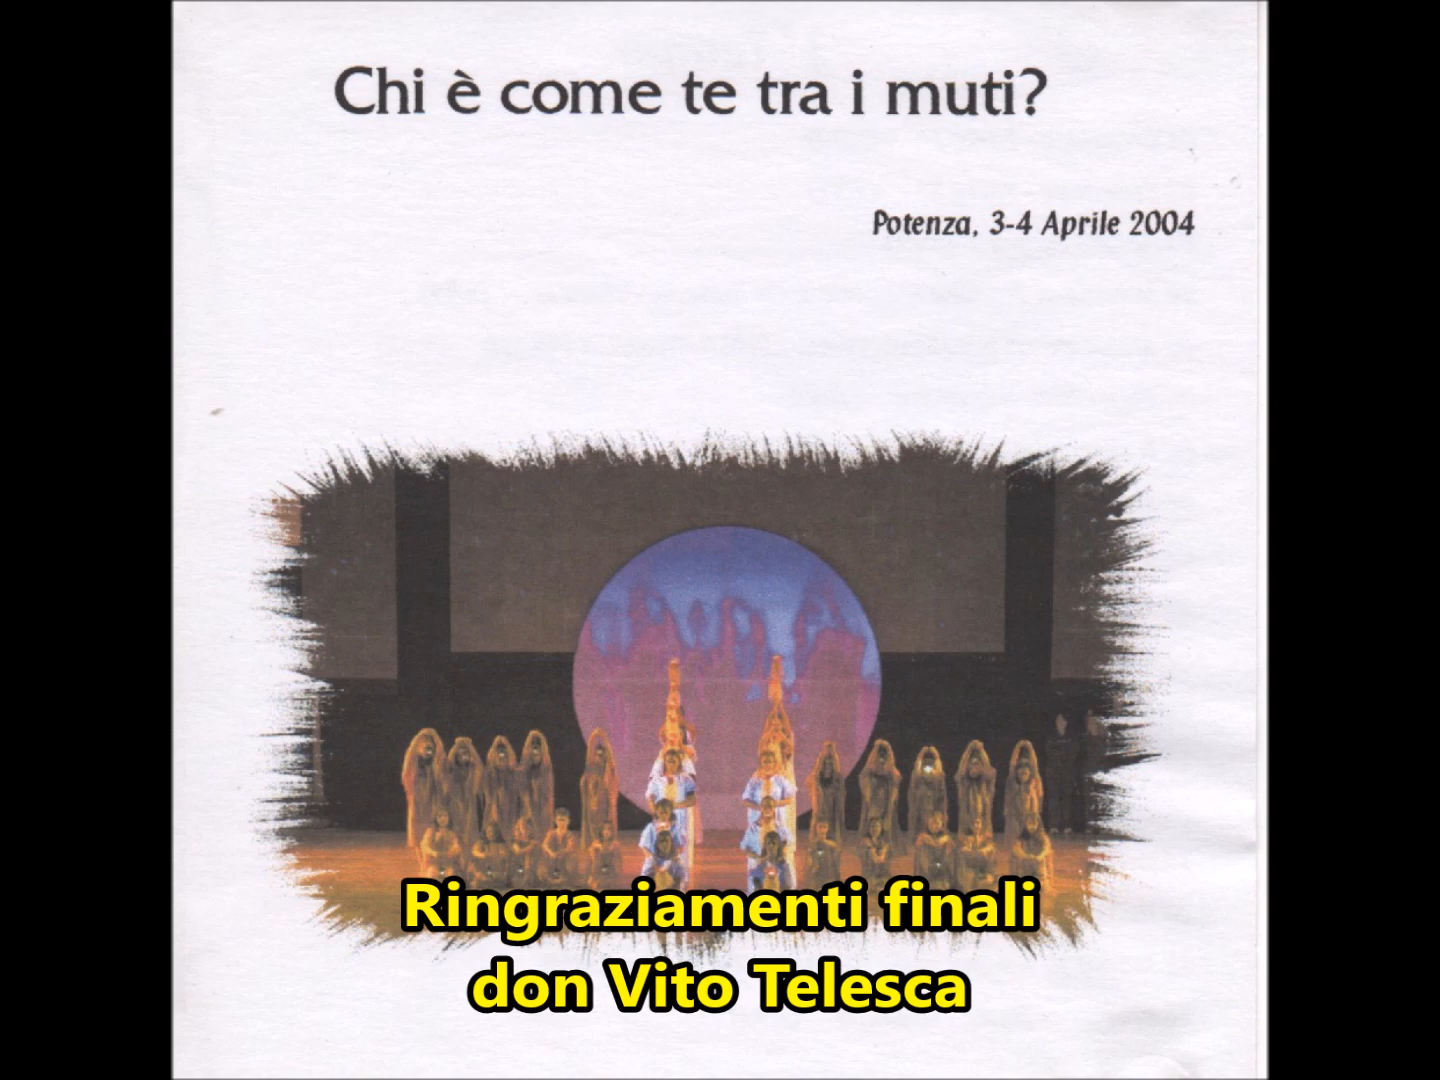 Chi è come te tra i muti?
Potenza, 3-4 Aprile 2004
Ringraziamenti finali
don Vito Telesca